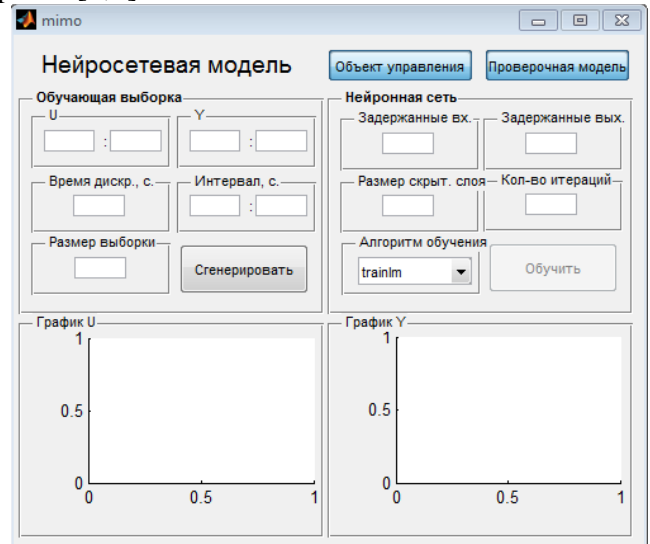 mimo
Нейросетевая модель
Объект управления
Проверочная модель
Обучающая выборка
U
:
Y
:
Время дискр., с.
Интервал, с.
:
Размер выборки
Сгенерировать
Нейронная сеть
Задержанные вх.
Задержанные вых.
Размер скрыт. слоя
Кол-во итераций
Алгоритм обучения
trainlm
Обучить
График U
1
0.5
0
0 0.5 1
График Y
1
0.5
0
0 0.5 1